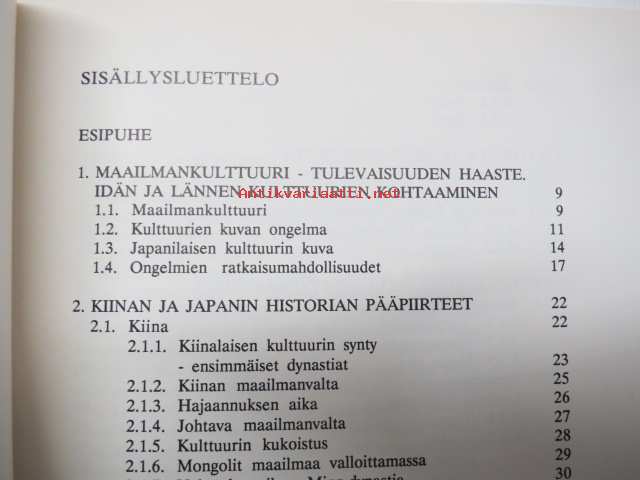 SISÄLLYSLUETTELO
ESIPUHE
1. MAAILMANKULTTUURI - TULEVAISUUDEN HAASTE.
IDÄN JA LÄNNEN KULTTUURIEN KOHTAAMINEN 9
Antikvariaatti.net
1.1. Maailmankulttuuri 9
1.2. Kulttuurien kuvan ongelma 11
1.3. Japanilaisen kulttuurin kuva 14
1.4. Ongelmien ratkaisumahdollisuudet 17
2. KIINAN JA JAPANIN HISTORIAN PÄÄPIIRTEET 22
2.1. Kiina 22
2.1.1. Kiinalaisen kulttuurin synty
- ensimmäiset dynastiat 23
2.1.2. Kiinan maailmanvalta 25
2.1.3. Hajaannuksen aika 26
2.1.4. Johtava maailmanvalta 27
2.1.5. Kulttuurin kukoistus 28
2.1.6. Mongolit maailmaa valloittamassa 29
30